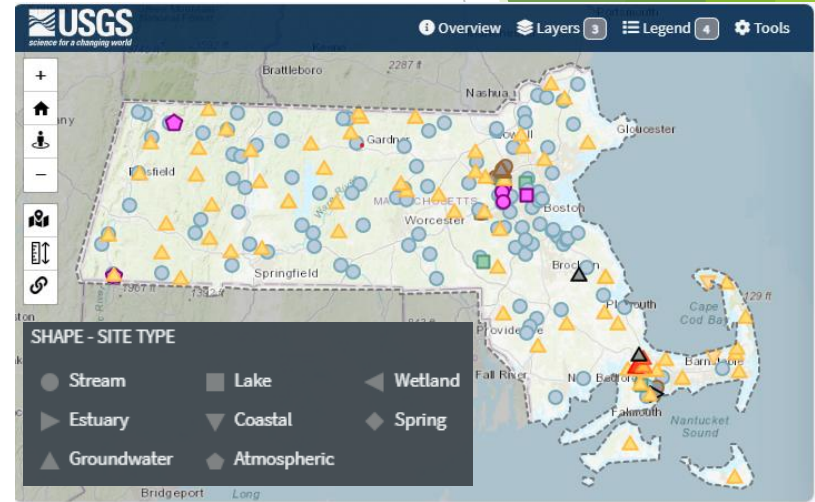 USGS
science for a changing world
Overview
Layers 3
Legend 4
Tools
Brattleboro
2287 ft
Nashua
Gardner
Gloucester
MASSACHUSETTS
Worcester
Boston
Springfield
Brockton
Plymouth
Cape
Cod Bay
129 ft
Providence
Fall River
New Bedford
Barnstable
Falmouth
Nantucket
Sound
SHAPE - SITE TYPE
Stream
Lake
Wetland
Estuary
Coastal
Spring
Groundwater
Atmospheric
Bridgeport
Long